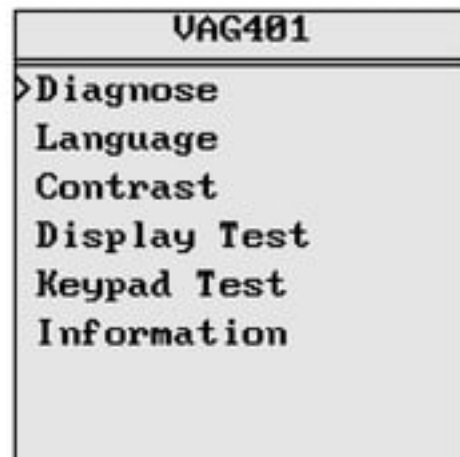 VAG401
>Diagnose
Language
Contrast
Display Test
Keypad Test
Information